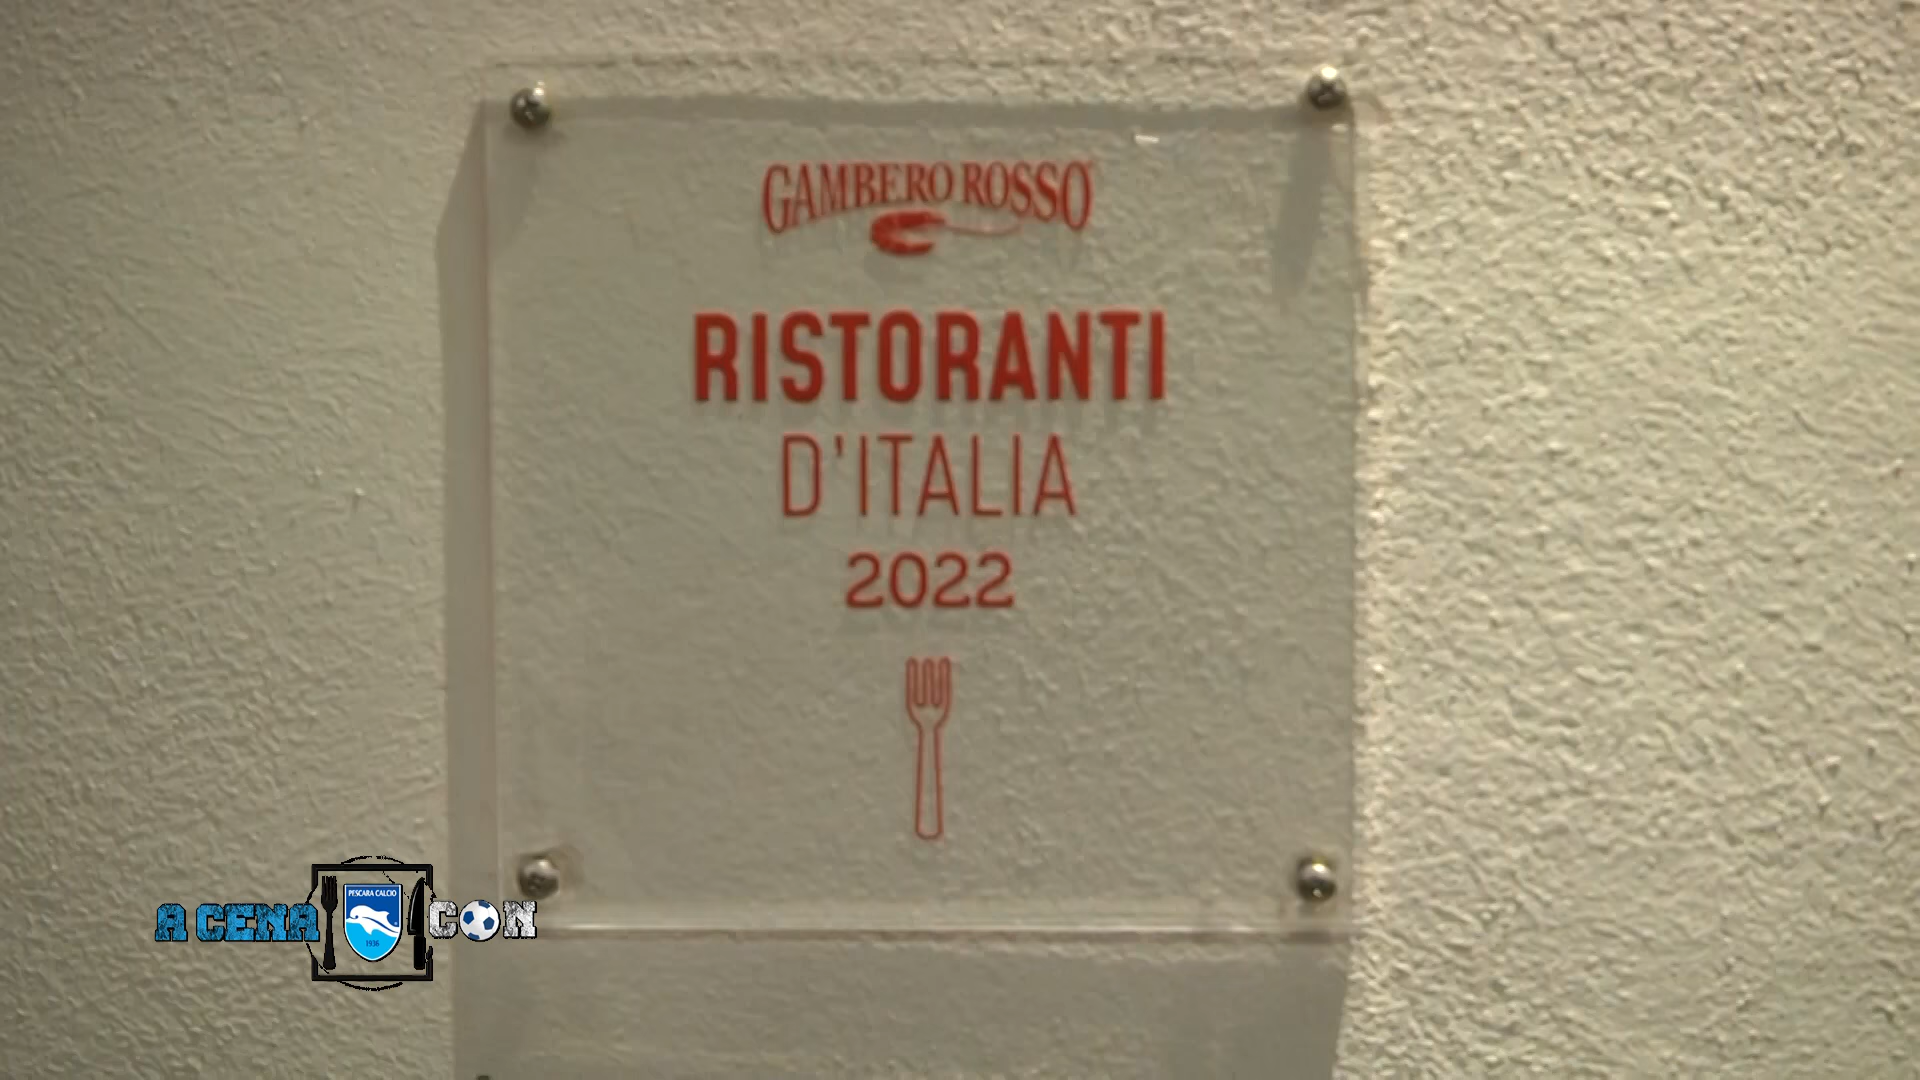 GAMBERO ROSSO
RISTORANTI
D'ITALIA
2022
A CENA CON
PESCARA CALCIO
1936